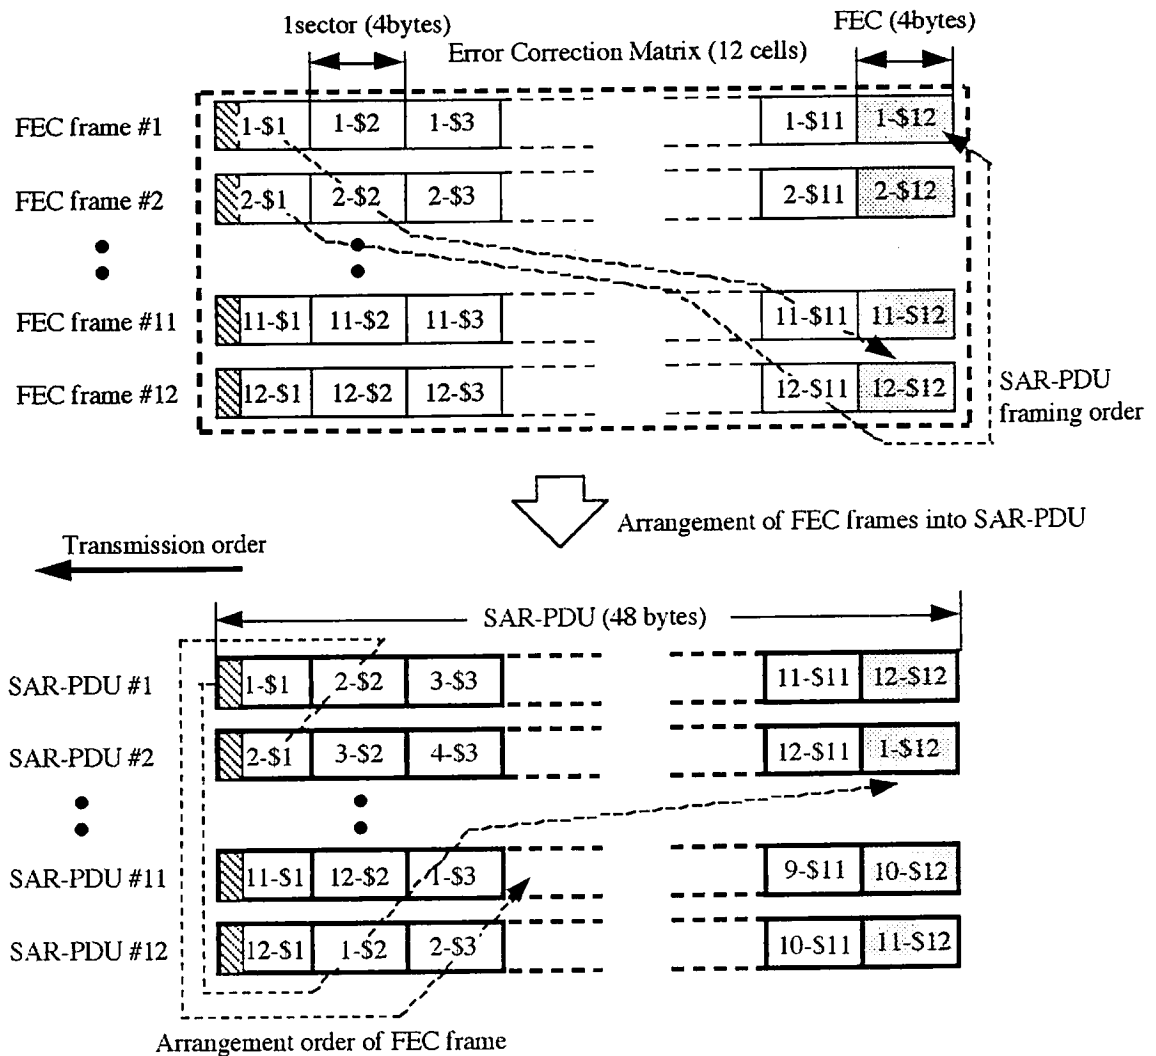 1sector (4bytes)
FEC (4bytes)
Error Correction Matrix (12 cells)
FEC frame #1 1-$1 1-$2 1-$3 1-$11 1-$12
FEC frame #2 2-$1 2-$2 2-$3 2-$11 2-$12
FEC frame #11 11-$1 11-$2 11-$3 11-$11 11-$12
FEC frame #12 12-$1 12-$2 12-$3 12-$11 12-$12
SAR-PDU
framing order
Arrangement of FEC frames into SAR-PDU
Transmission order
SAR-PDU (48 bytes)
SAR-PDU #1 1-$1 2-$2 3-$3 11-$11 12-$12
SAR-PDU #2 2-$1 3-$2 4-$3 12-$11 1-$12
SAR-PDU #11 11-$1 12-$2 1-$3 9-$11 10-$12
SAR-PDU #12 12-$1 1-$2 2-$3 10-$11 11-$12
Arrangement order of FEC frame